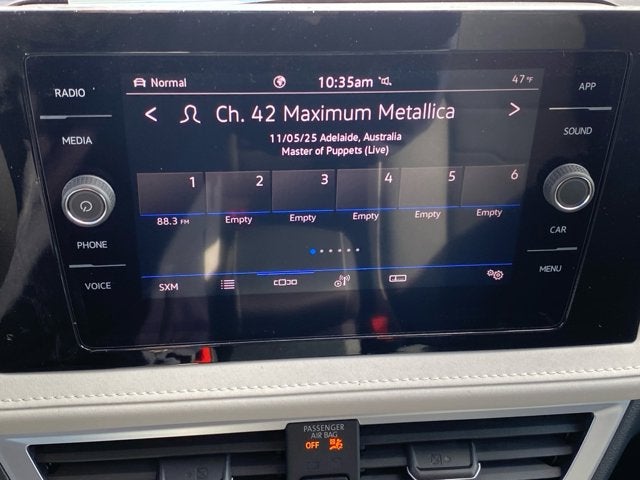 RADIO
MEDIA
PHONE
VOICE
Normal
10:35am
47°F
< Ch. 42 Maximum Metallica >
11/05/25 Adelaide, Australia
Master of Puppets (Live)
1 2 3 4 5 6
88.3 FM Empty Empty Empty Empty Empty
SXM
APP
SOUND
CAR
MENU
PASSENGER
AIR BAG
OFF